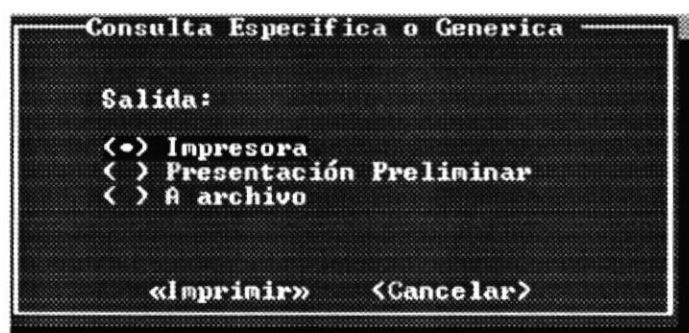 Consulta Especifica o Generica
Salida:
(•) Impresora
( ) Presentación Preliminar
( ) A archivo
«Imprimir» <Cancelar>